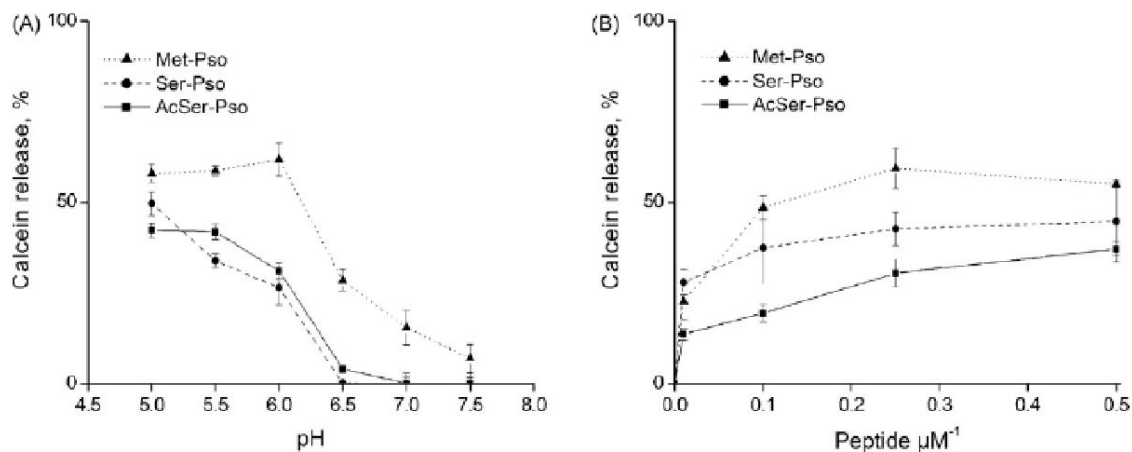 (A)
100
Met-Pso
Ser-Pso
AcSer-Pso
Calcein release, %
50
0
4.5 5.0 5.5 6.0 6.5 7.0 7.5 8.0
pH
(B)
100
Met-Pso
Ser-Pso
AcSer-Pso
Calcein release, %
50
0
0.0 0.1 0.2 0.3 0.4 0.5
Peptide µM⁻¹